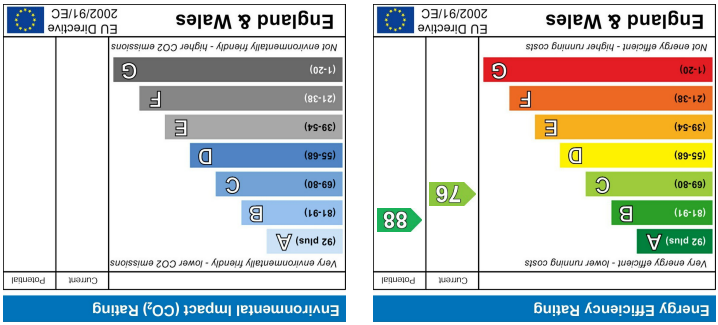 Energy Efficiency Rating
Current
Potential
Very energy efficient - lower running costs
(92 plus) A
(81-91) B
88
(69-80) C
76
(55-68) D
(39-54) E
(21-38) F
(1-20) G
Not energy efficient - higher running costs
England & Wales
EU Directive
2002/91/EC
Environmental Impact (CO2) Rating
Current
Potential
Very environmentally friendly - lower CO2 emissions
(92 plus) A
(81-91) B
(69-80) C
(55-68) D
(39-54) E
(21-38) F
(1-20) G
Not environmentally friendly - higher CO2 emissions
England & Wales
EU Directive
2002/91/EC